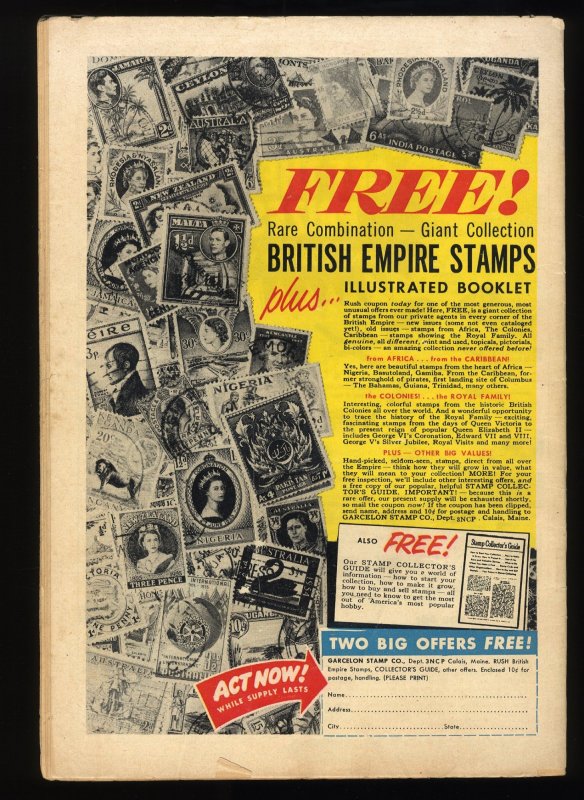 JAMAICA
CEYLON
AUSTRALIA
UGANDA
6As
INDIA POSTAGE
RHODESIA & NYASALAND
NEW ZEALAND
MALTA
NIGERIA
NIGERIA
THREE PENCE
AUSTRALIA
FREE!
Rare Combination — Giant Collection
BRITISH EMPIRE STAMPS
plus...
ILLUSTRATED BOOKLET
Rush coupon today for one of the most generous, most
unusual offers ever made! Here, FREE, is a giant collection
of stamps from our private agents in every corner of the
British Empire — new issues (some not even cataloged
yet!), old issues — stamps from Africa, The Colonies,
Caribbean — stamps showing the Royal Family. All
genuine, all different, mint and used, topicals, pictorials,
bi-colors — an amazing collection never offered before!
from AFRICA . . . from the CARIBBEAN!
Yes, here are beautiful stamps from the heart of Africa —
Nigeria, Basutoland, Gambia. From the Caribbean, for-
mer stronghold of pirates, first landing site of Columbus
— The Bahamas, Guiana, Trinidad, many others.
the COLONIES! . . . the ROYAL FAMILY!
Interesting, colorful stamps from the historic British
Colonies all over the world. And a wonderful opportunity
to trace the history of the Royal Family — exciting,
fascinating stamps from the days of Queen Victoria to
the present reign of popular Queen Elizabeth II —
includes George VI's Coronation, Edward VII and VIII,
George V's Silver Jubilee, Royal Visits and many more!
PLUS — OTHER BIG VALUES!
Hand-picked, seldom-seen, stamps, direct from all over
the Empire — think how they will grow in value, what
they will mean to your collection! MORE! For your
free inspection, we'll include other interesting offers, and
a free copy of our popular, helpful STAMP COLLEC-
TOR'S GUIDE. IMPORTANT! — because this is a
rare offer, our present supply will be exhausted shortly,
so mail the coupon now! If the coupon has been clipped,
send name, address and 10¢ for postage and handling to
GARCELON STAMP CO., Dept. 3NCP, Calais, Maine.
ALSO FREE!
Our STAMP COLLECTOR'S
GUIDE will give you a world of
information — how to start your
collection, how to make it grow,
how to buy and sell stamps — all
you need to know to get the most
out of America's most popular
hobby.
Stamp Collector's Guide
TWO BIG OFFERS FREE!
ACT NOW!
WHILE SUPPLY LASTS
GARCELON STAMP CO., Dept. 3NCP Calais, Maine. RUSH British
Empire Stamps, COLLECTOR'S GUIDE, other offers. Enclosed 10¢ for
postage, handling. (PLEASE PRINT)
Name
Address
City State